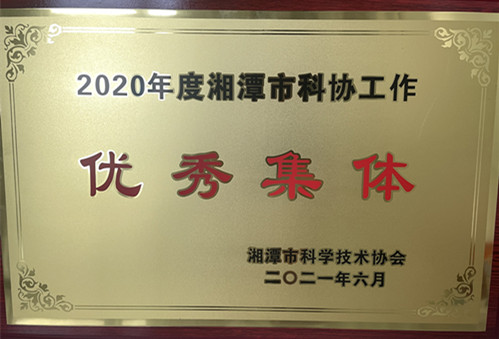 2020年度湘潭市科协工作
优秀集体
湘潭市科学技术协会
二〇二一年六月